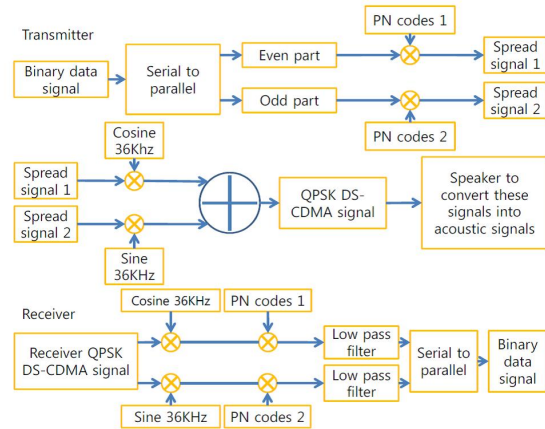 Transmitter
PN codes 1
Binary data
signal
Serial to
parallel
Even part
Odd part
Spread
signal 1
Spread
signal 2
PN codes 2
Cosine
36Khz
Spread
signal 1
Spread
signal 2
Sine
36KHz
QPSK DS-
CDMA signal
Speaker to
convert these
signals into
acoustic signals
Receiver
Cosine 36KHz
PN codes 1
Receiver QPSK
DS-CDMA signal
Sine 36KHz
PN codes 2
Low pass
filter
Low pass
filter
Serial to
parallel
Binary
data
signal